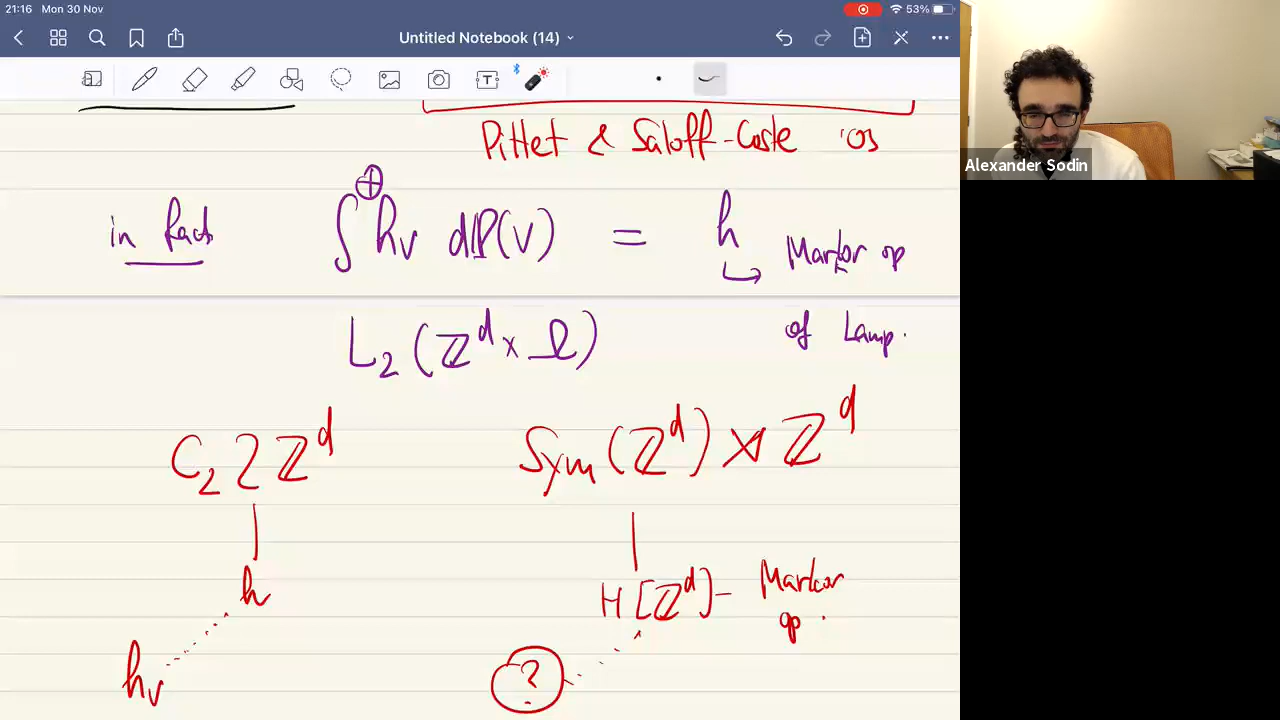 21:16 Mon 30 Nov
53%
Untitled Notebook (14)
Alexander Sodin
Pittet & Saloff-Coste '03
in fact ∫^⊕ h_V dℙ(V) = h
↳ Markov op
of Lamp.
L_2(ℤ^d × Ω)
C_2 ≀ ℤ^d Sym(ℤ^d) ⋊ ℤ^d
h
H[ℤ^d] - Markov
op.
h_V
?